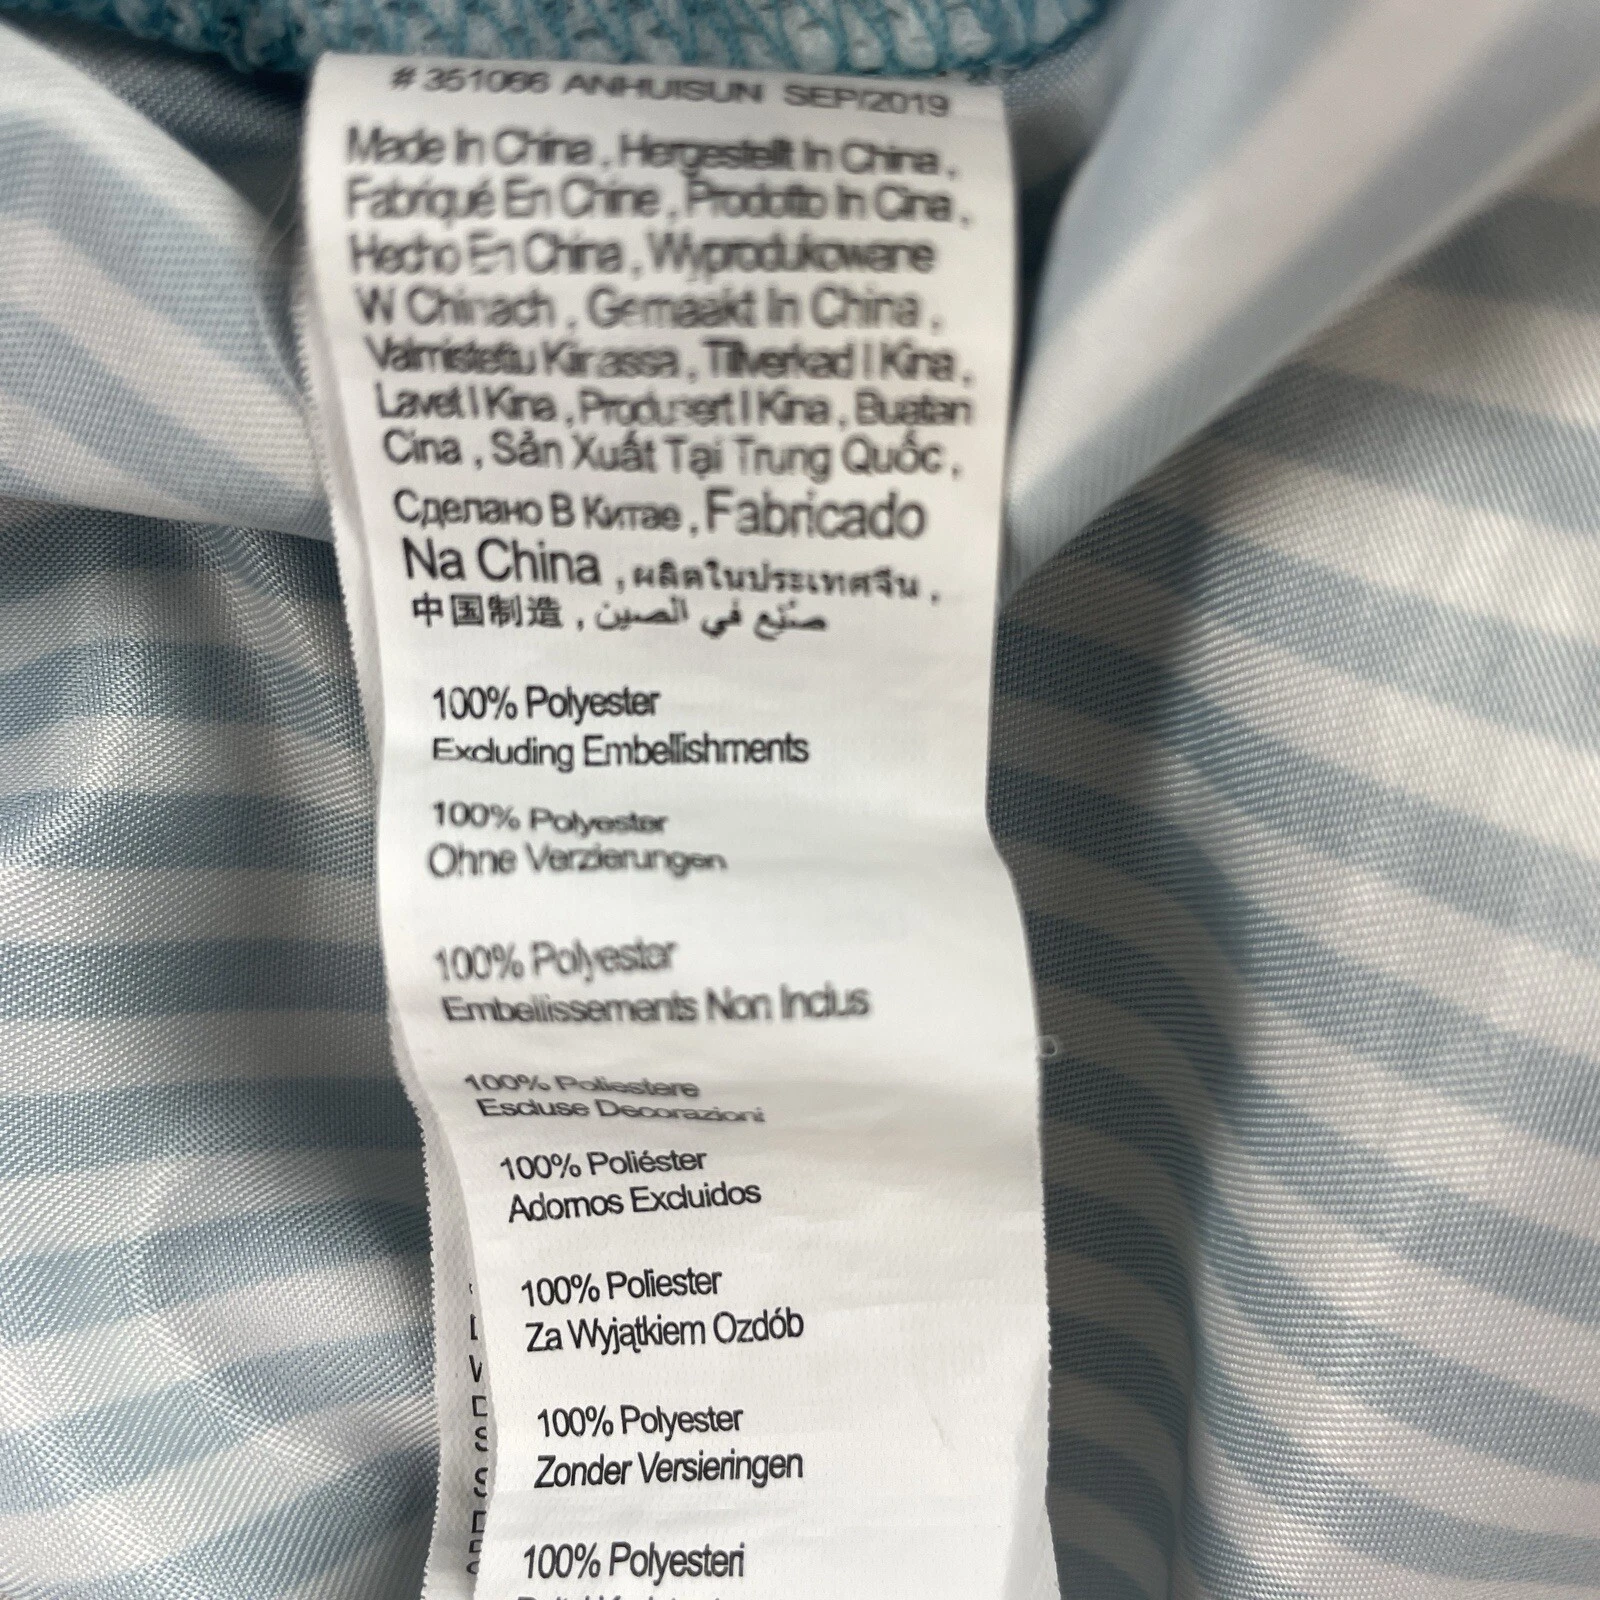 # 351066 ANHUISUN SEP/2019
Made In China , Hergestellt In China ,
Fabriqué En Chine , Prodotto In Cina ,
Hecho En China , Wyprodukowane
W Chinach , Gemaakt In China ,
Valmistettu Kiinassa , Tillverkad I Kina ,
Lavet I Kina , Produsert I Kina , Buatan
Cina , Sản Xuất Tại Trung Quốc ,
Сделано В Китае , Fabricado
Na China , ผลิตในประเทศจีน ,
中国制造 , صنع في الصين
100% Polyester
Excluding Embellishments
100% Polyester
Ohne Verzierungen
100% Polyester
Embellissements Non Inclus
100% Poliestere
Escluse Decorazioni
100% Poliéster
Adornos Excluidos
100% Poliester
Za Wyjątkiem Ozdób
100% Polyester
Zonder Versieringen
100% Polyesteri